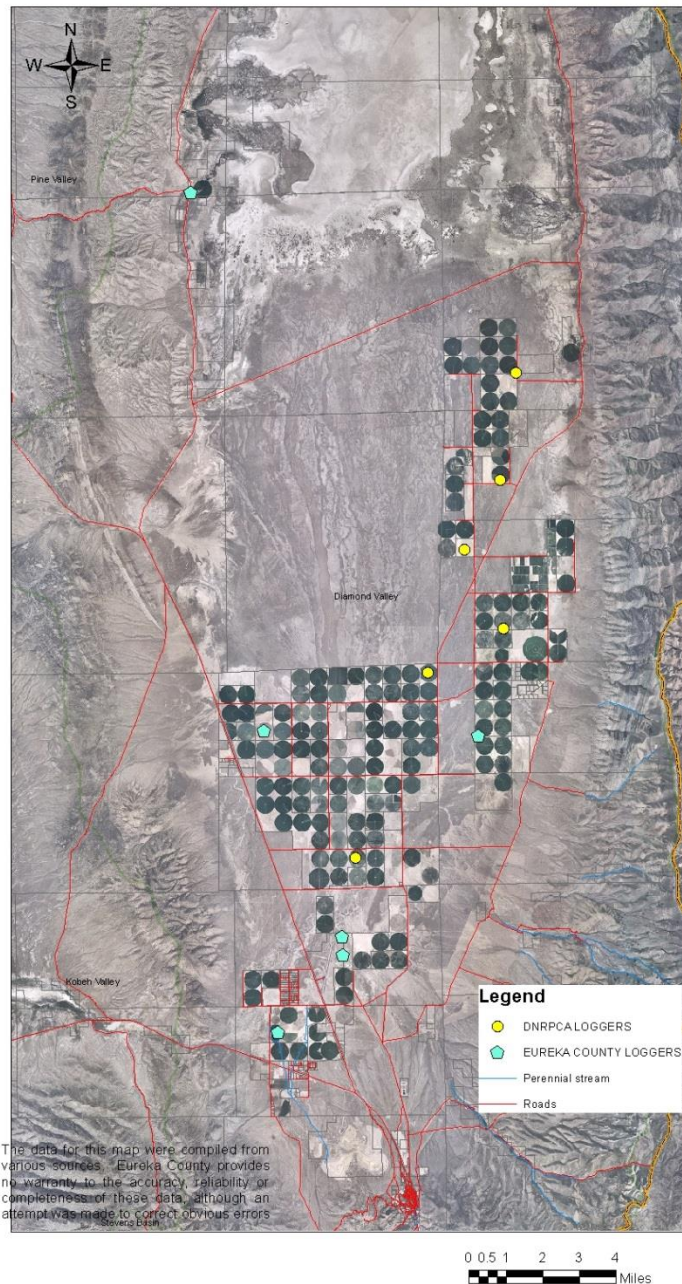 N
W E
S
Pine Valley
Diamond Valley
Kobeh Valley
Legend
DNRPCA LOGGERS
EUREKA COUNTY LOGGERS
Perennial stream
Roads
The data for this map were compiled from
various sources. Eureka County provides
no warranty to the accuracy, reliability or
completeness of these data, although an
attempt was made to correct obvious errors
Stevens Basin
0 0.5 1 2 3 4
Miles